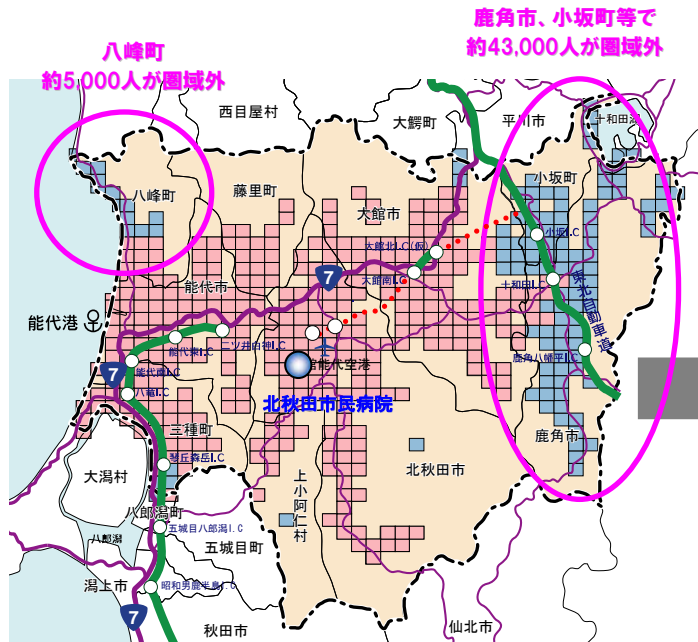 八峰町
約5,000人が圏域外
鹿角市、小坂町等で
約43,000人が圏域外
西目屋村
大鰐町
平川市
十和田湖
小坂町
八峰町
藤里町
大館市
小坂I.C
大館北I.C(仮)
大館南I.C
十和田I.C
東北自動車道
7
能代市
能代港
能代東I.C
二ツ井白神I.C
館能代空港
鹿角八幡平I.C
能代南I.C
7
八竜I.C
北秋田市民病院
三種町
鹿角市
琴丘森岳I.C
北秋田市
大潟村
上小阿仁村
八郎潟町
五城目八郎潟I.C
八郎潟
五城目町
潟上市
昭和男鹿半島I.C
7
秋田市
仙北市